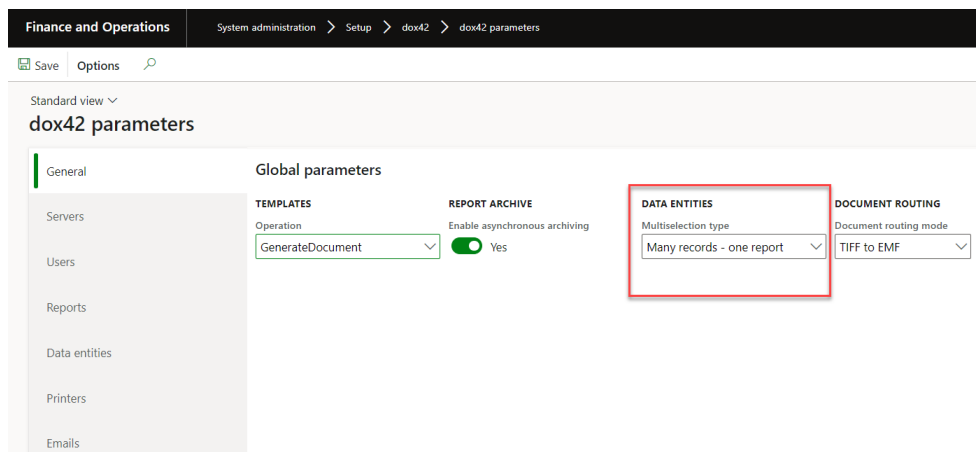 Finance and Operations System administration Setup dox42 dox42 parameters
Save Options
Standard view
dox42 parameters
General
Servers
Users
Reports
Data entities
Printers
Emails
Global parameters
TEMPLATES
Operation
GenerateDocument
REPORT ARCHIVE
Enable asynchronous archiving
Yes
DATA ENTITIES
Multiselection type
Many records - one report
DOCUMENT ROUTING
Document routing mode
TIFF to EMF